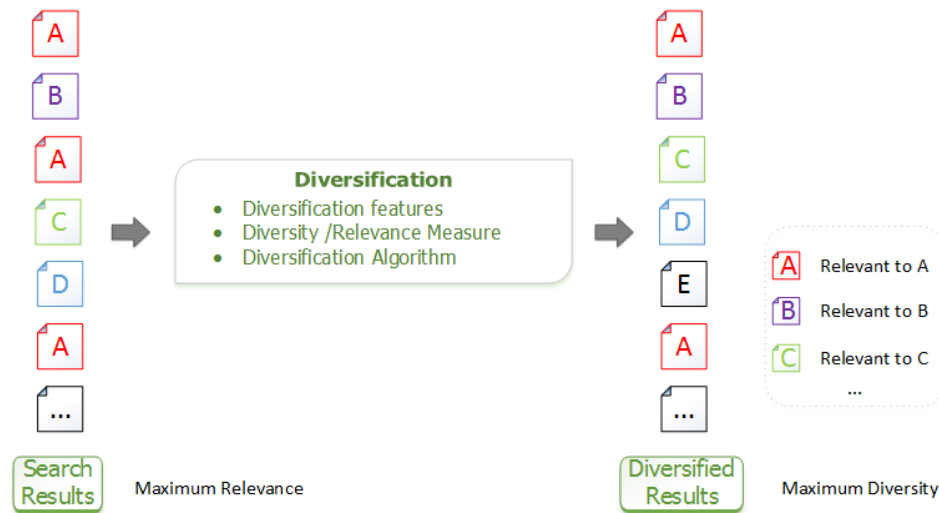 A
B
A
C
D
A
...
Search
Results
Maximum Relevance
Diversification
• Diversification features
• Diversity /Relevance Measure
• Diversification Algorithm
A
B
C
D
E
A
...
Diversified
Results
Maximum Diversity
A Relevant to A
B Relevant to B
C Relevant to C
...